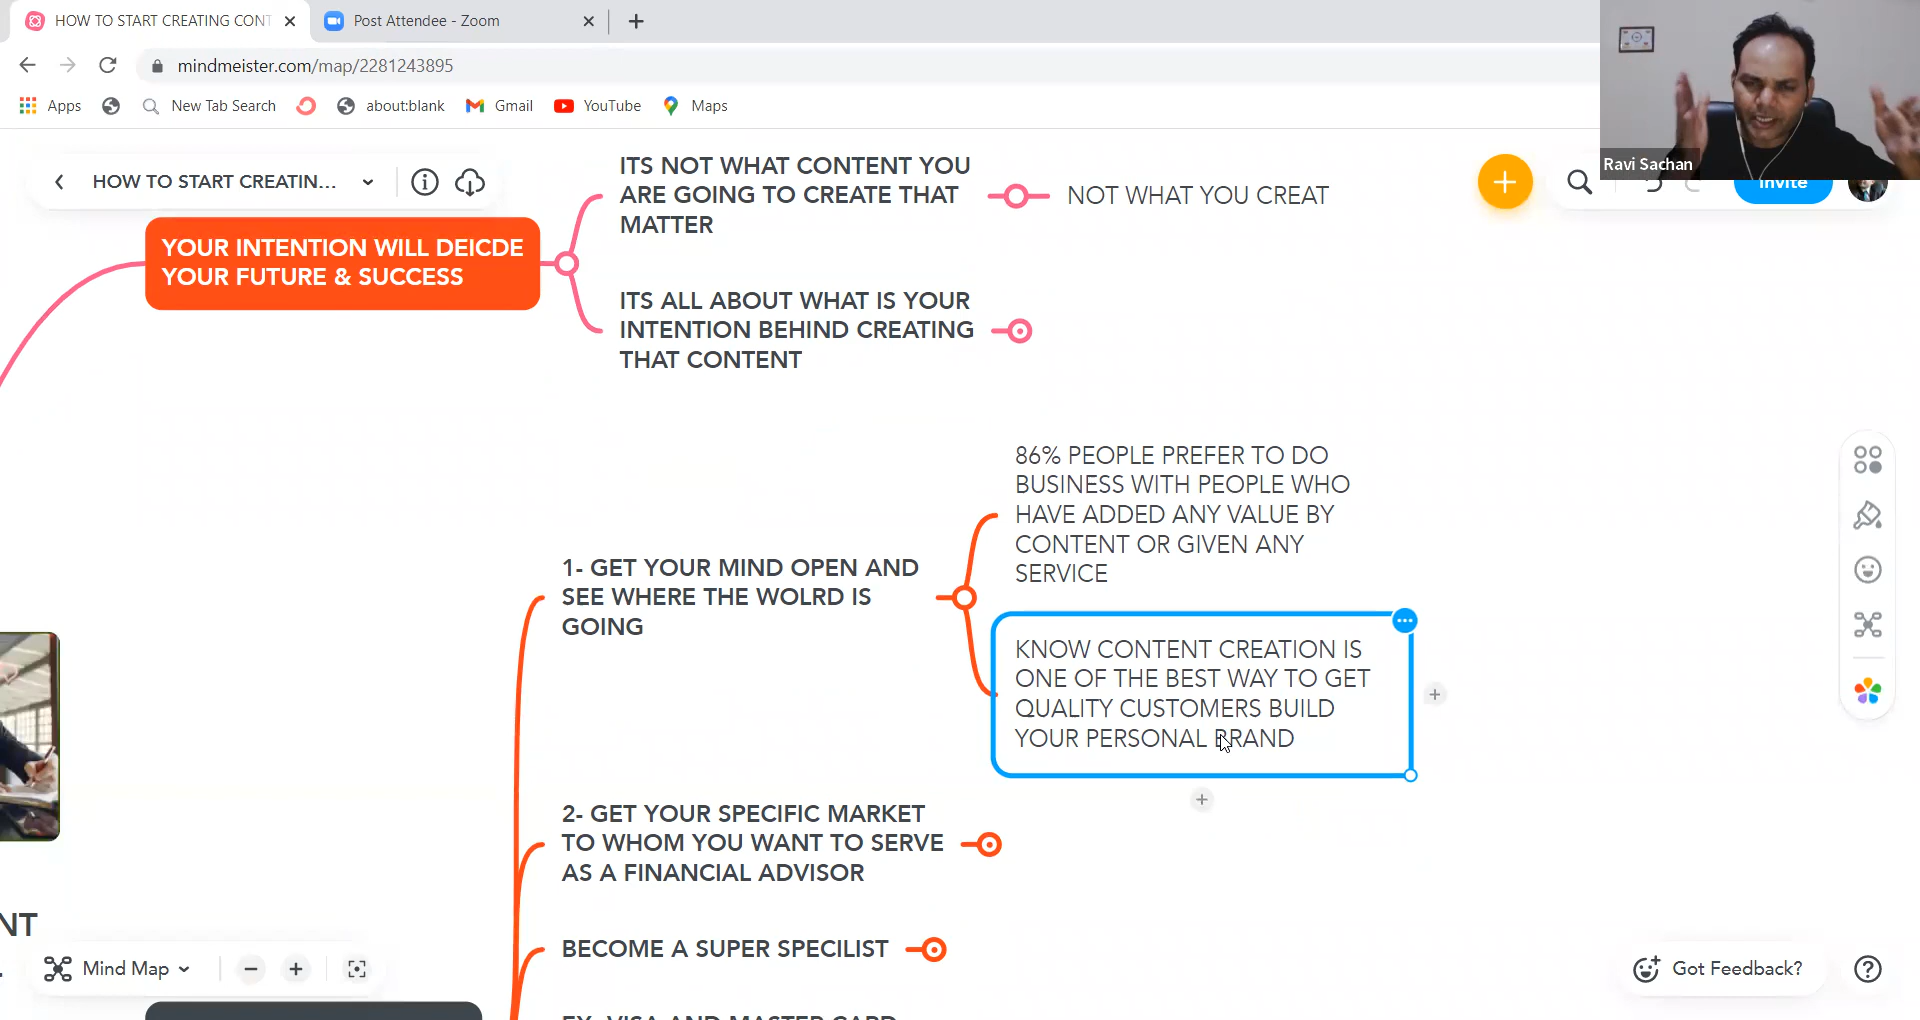 HOW TO START CREATING CONT
Post Attendee - Zoom
mindmeister.com/map/2281243895
Apps
New Tab Search
about:blank
Gmail
YouTube
Maps
Ravi Sachan
HOW TO START CREATIN...
Invite
YOUR INTENTION WILL DEICDE
YOUR FUTURE & SUCCESS
ITS NOT WHAT CONTENT YOU
ARE GOING TO CREATE THAT
MATTER
NOT WHAT YOU CREAT
ITS ALL ABOUT WHAT IS YOUR
INTENTION BEHIND CREATING
THAT CONTENT
1- GET YOUR MIND OPEN AND
SEE WHERE THE WOLRD IS
GOING
86% PEOPLE PREFER TO DO
BUSINESS WITH PEOPLE WHO
HAVE ADDED ANY VALUE BY
CONTENT OR GIVEN ANY
SERVICE
KNOW CONTENT CREATION IS
ONE OF THE BEST WAY TO GET
QUALITY CUSTOMERS BUILD
YOUR PERSONAL BRAND
2- GET YOUR SPECIFIC MARKET
TO WHOM YOU WANT TO SERVE
AS A FINANCIAL ADVISOR
BECOME A SUPER SPECILIST
EX- VISA AND MASTER CARD
NT
Mind Map
Got Feedback?